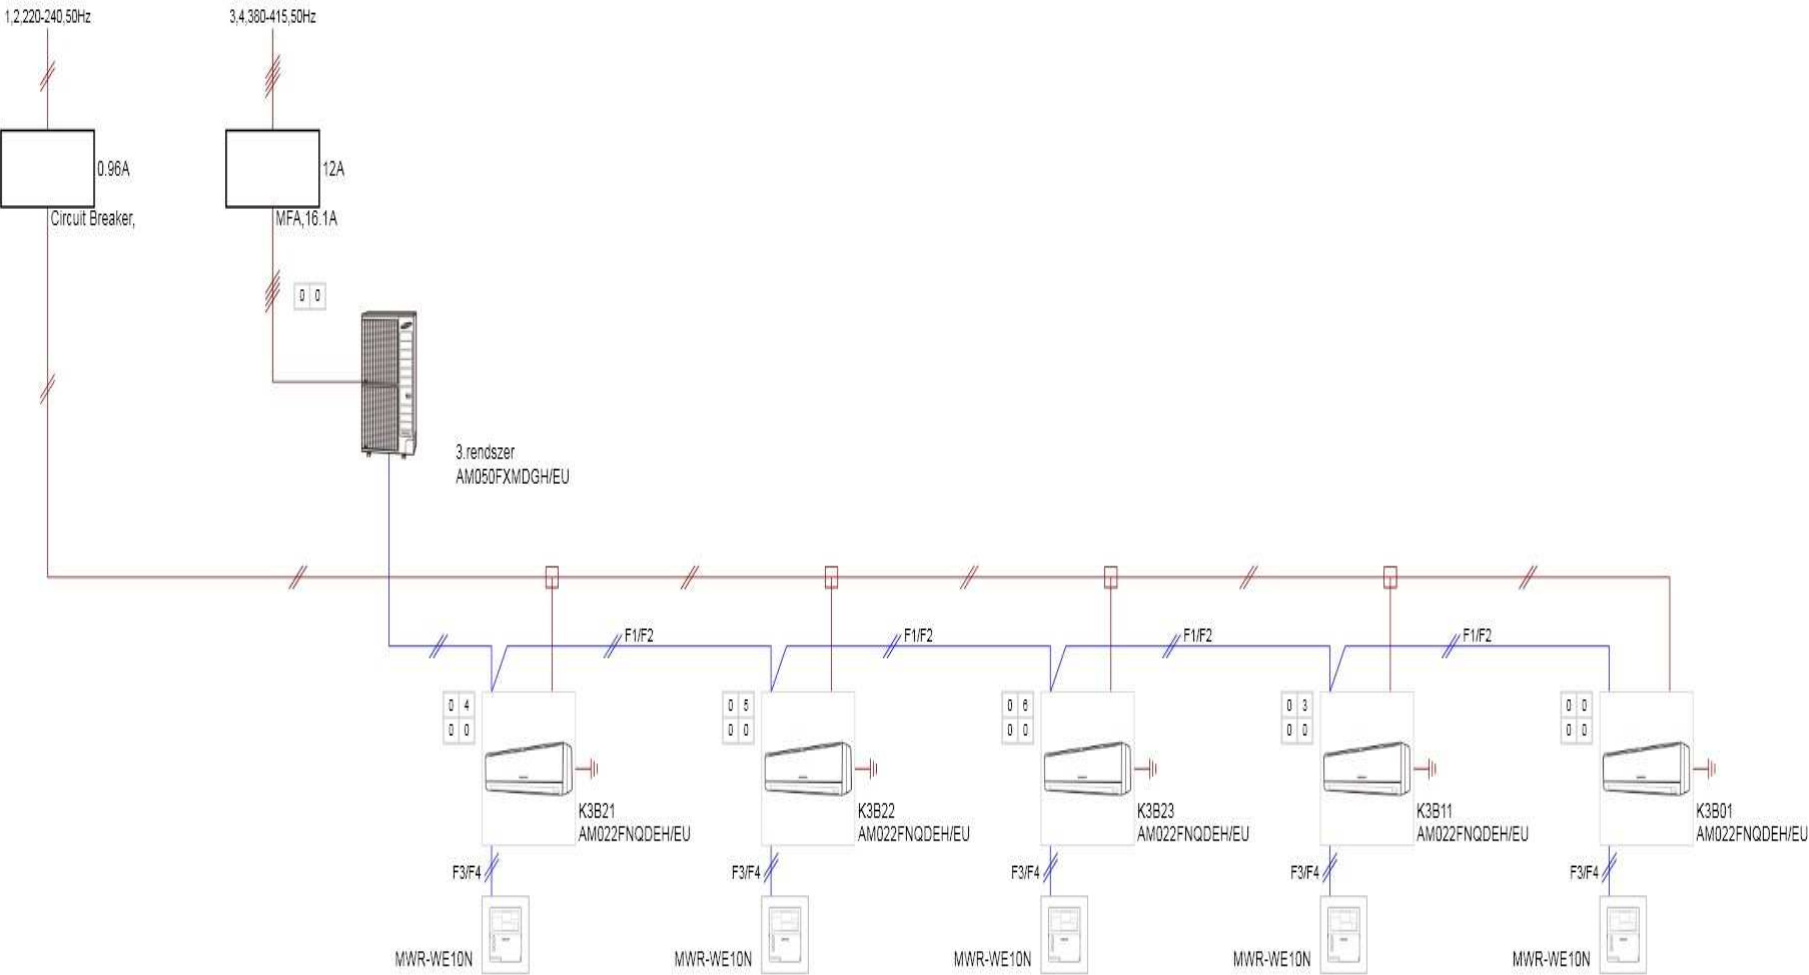 1,2,220-240,50Hz
3,4,380-415,50Hz
0.96A
12A
Circuit Breaker,
MFA,16.1A
0 0
3.rendszer
AM050FXMDGH/EU
F1/F2
F1/F2
F1/F2
F1/F2
0 4
0 0
0 5
0 0
0 6
0 0
0 3
0 0
0 0
0 0
K3B21
AM022FNQDEH/EU
K3B22
AM022FNQDEH/EU
K3B23
AM022FNQDEH/EU
K3B11
AM022FNQDEH/EU
K3B01
AM022FNQDEH/EU
F3/F4
F3/F4
F3/F4
F3/F4
F3/F4
MWR-WE10N
MWR-WE10N
MWR-WE10N
MWR-WE10N
MWR-WE10N